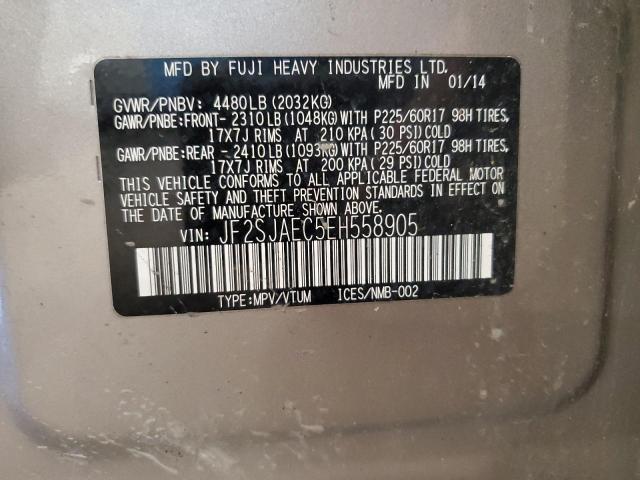 MFD BY FUJI HEAVY INDUSTRIES LTD.
MFD IN 01/14
GVWR/PNBV: 4480LB(2032KG)
GAWR/PNBE:FRONT- 2310LB(1048KG)WITH P225/60R17 98H TIRES,
17X7J RIMS AT 210 KPA(30 PSI)COLD
GAWR/PNBE:REAR - 2410LB(1093KG)WITH P225/60R17 98H TIRES,
17X7J RIMS AT 200 KPA(29 PSI)COLD
THIS VEHICLE CONFORMS TO ALL APPLICABLE FEDERAL MOTOR
VEHICLE SAFETY AND THEFT PREVENTION STANDARDS IN EFFECT ON
THE DATE OF MANUFACTURE SHOWN ABOVE.
VIN: JF2SJAEC5EH558905
TYPE:MPV/VTUM ICES/NMB-002